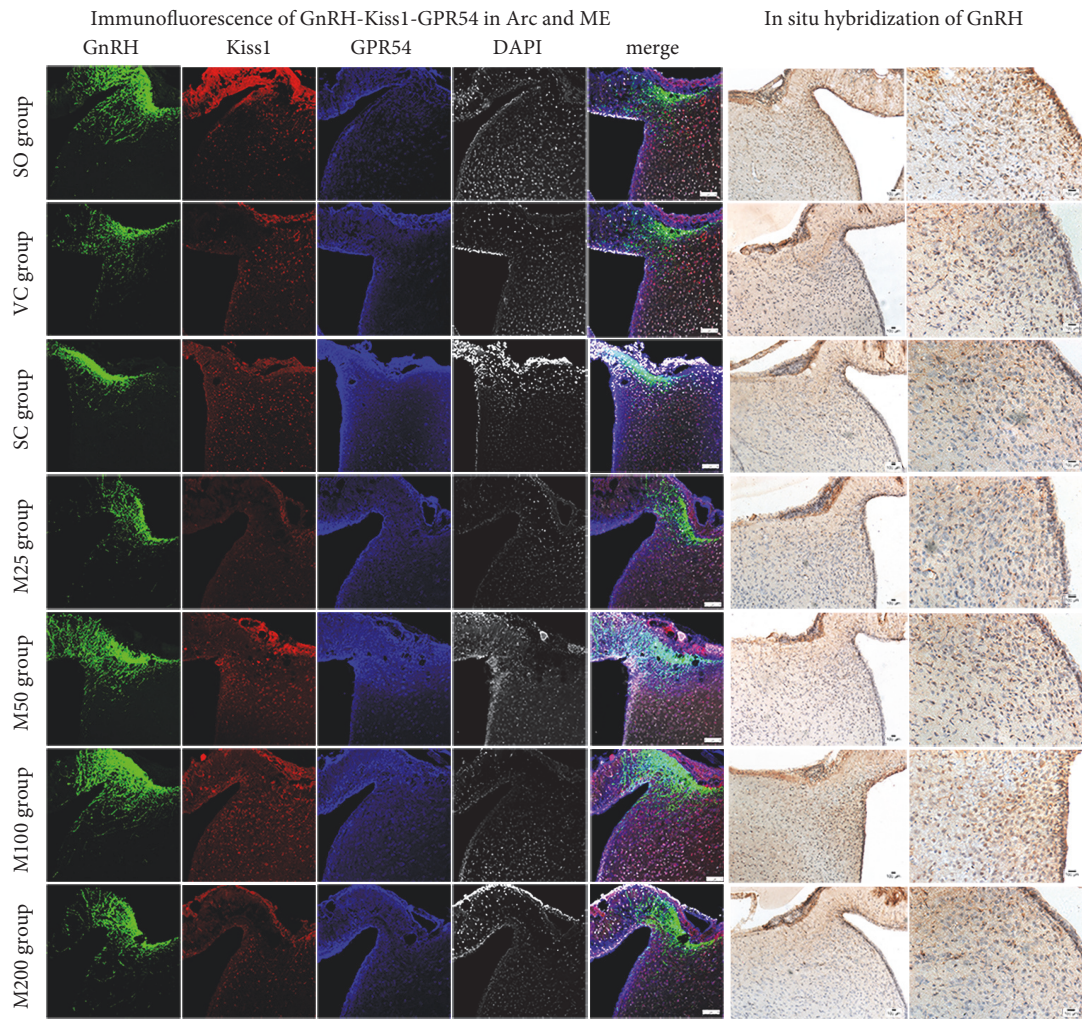 Immunofluorescence of GnRH-Kiss1-GPR54 in Arc and ME
In situ hybridization of GnRH
GnRH Kiss1 GPR54 DAPI merge
SO group
VC group
SC group
M25 group
M50 group
M100 group
M200 group